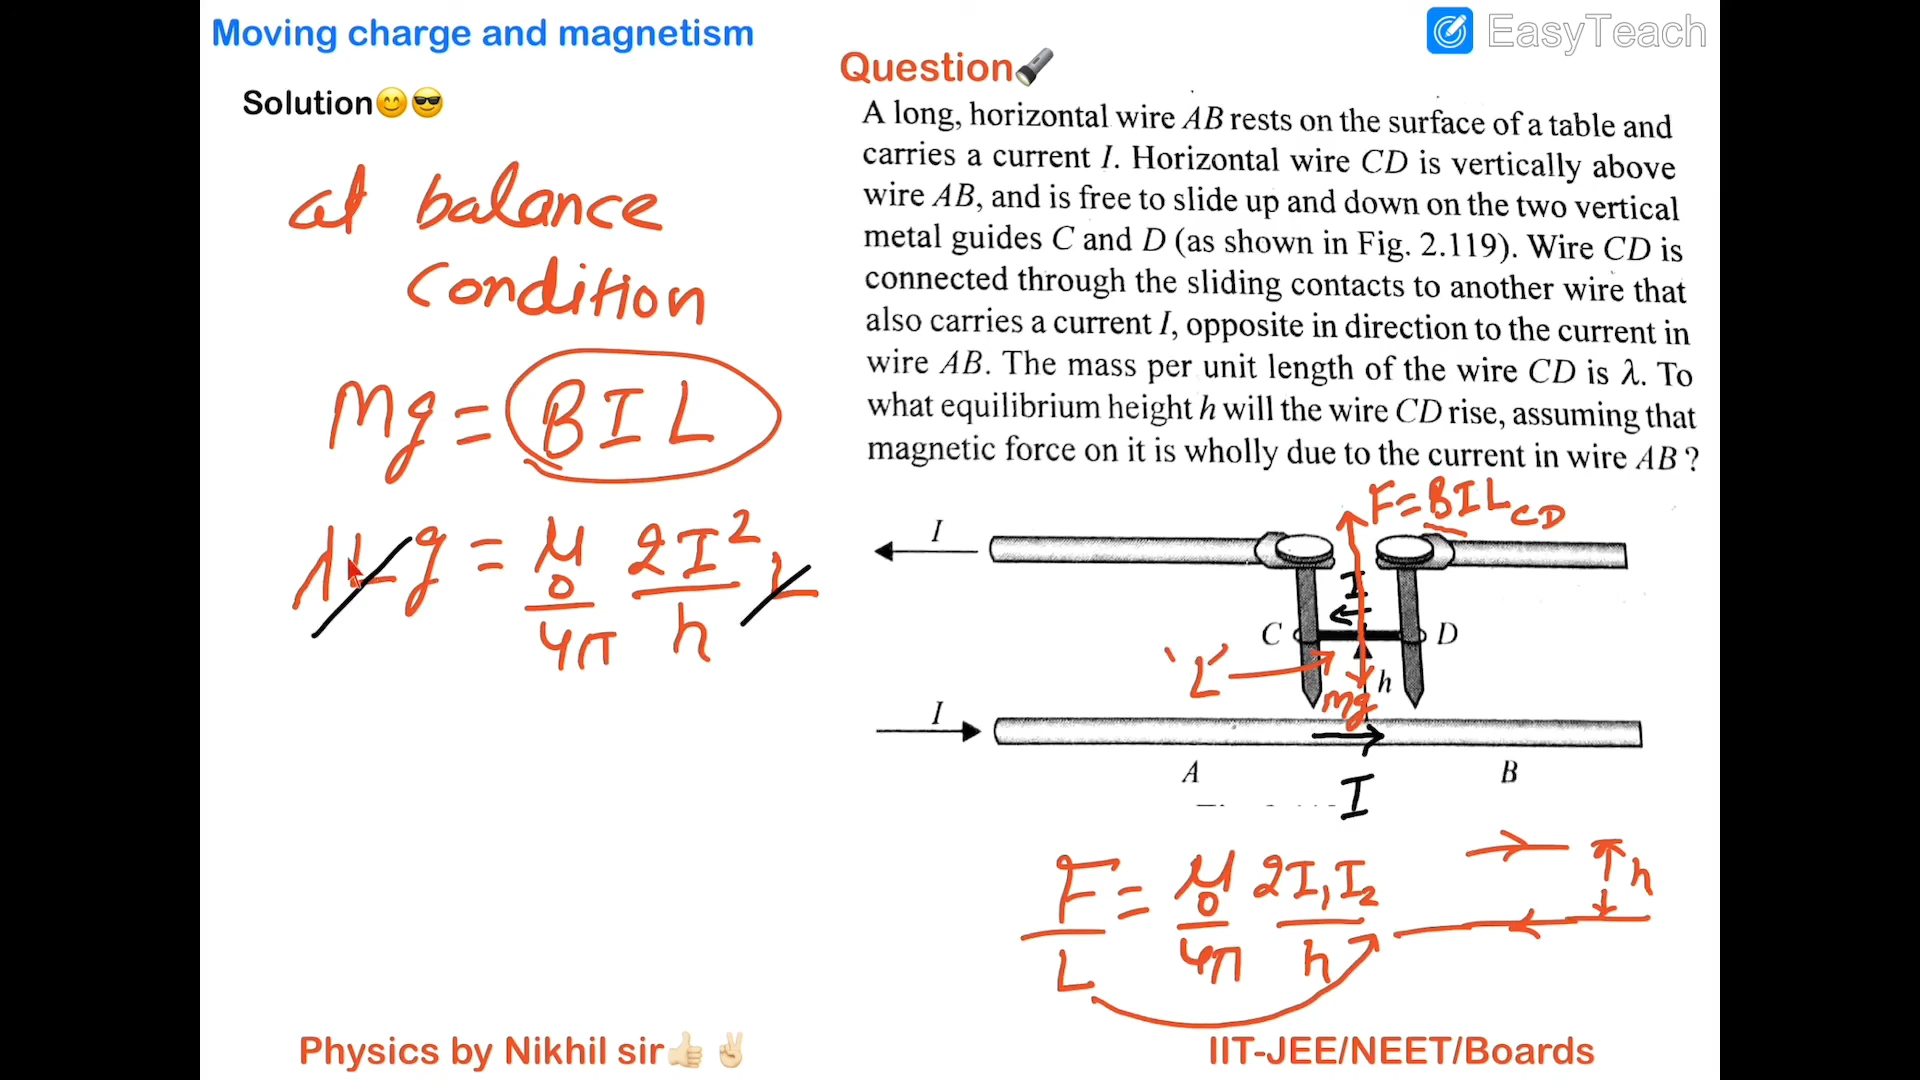 Moving charge and magnetism
EasyTeach
Solution😊😎
at balance
condition
Mg = BIL
λLg = μ0/4π 2I²/h L
Question🔦
A long, horizontal wire AB rests on the surface of a table and
carries a current I. Horizontal wire CD is vertically above
wire AB, and is free to slide up and down on the two vertical
metal guides C and D (as shown in Fig. 2.119). Wire CD is
connected through the sliding contacts to another wire that
also carries a current I, opposite in direction to the current in
wire AB. The mass per unit length of the wire CD is λ. To
what equilibrium height h will the wire CD rise, assuming that
magnetic force on it is wholly due to the current in wire AB?
F=BIL CD
I
I
C
D
'L'
h
Mg
I
A
B
I
F/L = μ0/4π 2I₁I₂/h
h
Physics by Nikhil sir👍🏻✌🏻
IIT-JEE/NEET/Boards